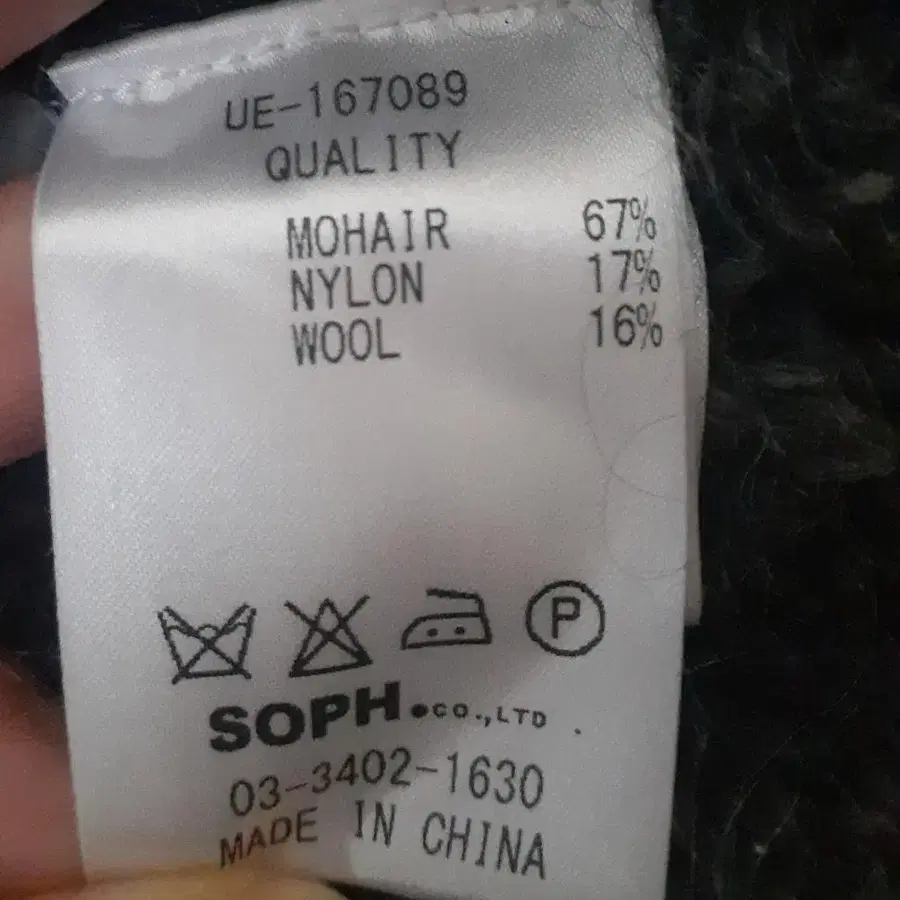 UE-167089
QUALITY
MOHAIR 67%
NYLON 17%
WOOL 16%
P
SOPH.CO.,LTD.
03-3402-1630
MADE IN CHINA